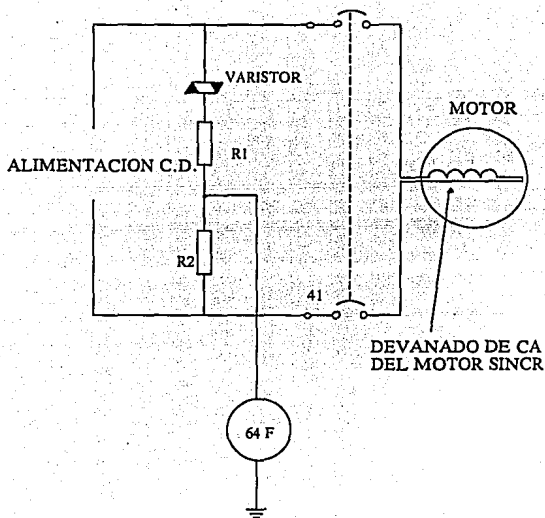 VARISTOR
MOTOR
R1
ALIMENTACION C.D.
R2
41
DEVANADO DE CA
DEL MOTOR SINCR
64 F